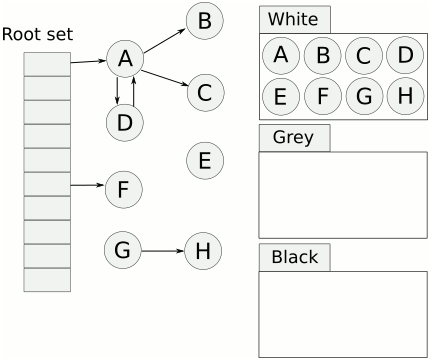 Root set
A
B
C
D
E
F
G H
White
A B C D
E F G H
Grey
Black